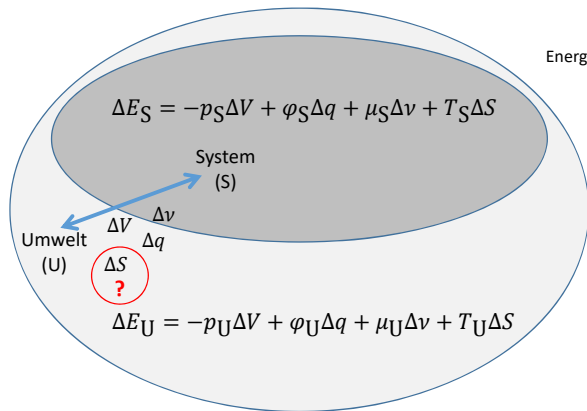 Energ
ΔE_S = −p_SΔV + φ_SΔq + μ_SΔν + T_SΔS
System
(S)
ΔV Δν
Umwelt Δq
(U) ΔS
?
ΔE_U = −p_UΔV + φ_UΔq + μ_UΔν + T_UΔS